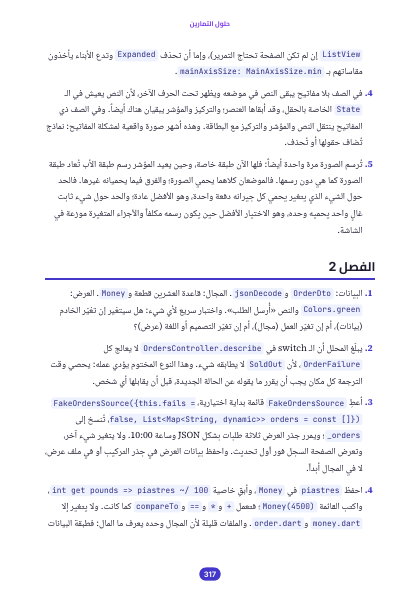 حلول التمارين
ListView إن لم تكن الصفحة تحتاج التمرير)، وإما أن تحذف Expanded وتدع الأبناء يأخذون
مقاساتهم بـ mainAxisSize: MainAxisSize.min .
4. في الصف بلا مفاتيح يبقى النص في موضعه ويظهر تحت الحرف الآخر، لأن النص يعيش في الـ
State الخاصة بالحقل، وقد أبقاها العنصر؛ والتركيز والمؤشر يبقيان هناك أيضاً. وفي الصف ذي
المفاتيح ينتقل النص والمؤشر والتركيز مع البطاقة. وهذه أشهر صورة واقعية لمشكلة المفاتيح: نماذج
تُضاف حقولها أو تُحذف.
5. تُرسم الصورة مرة واحدة أيضاً: فلها الآن طبقة خاصة، وحين يعيد المؤشر رسم طبقة الأب تُعاد طبقة
الصورة كما هي دون رسمها. فالموضعان كلاهما يحمي الصورة؛ والفرق فيما يحميانه غيرها. فالحد
حول الشيء الذي يتغير يحمي كل جيرانه دفعة واحدة، وهو الأفضل عادة؛ والحد حول شيء ثابت
غالٍ واحد يحميه وحده، وهو الاختيار الأفضل حين يكون رسمه مكلفاً والأجزاء المتغيرة موزعة في
الشاشة.
الفصل 2
1. البيانات: OrderDto و jsonDecode . المجال: قاعدة العشرين قطعة و Money . العرض:
Colors.green والنص «أُرسل الطلب». واختبار سريع لأي شيء: هل سيتغير إن تغيّر الخادم
(بيانات)، أم إن تغيّر العمل (مجال)، أم إن تغيّر التصميم أو اللغة (عرض)؟
2. يبلّغ المحلل أن الـ switch في OrdersController.describe لا يعالج كل
OrderFailure ، لأن SoldOut لا يطابقه شيء. وهذا النوع المختوم يؤدي عمله: يحصي وقت
الترجمة كل مكان يجب أن يقرر ما يقوله عن الحالة الجديدة، قبل أن يقابلها أي شخص.
3. أعطِ FakeOrdersSource قائمة بداية اختيارية، FakeOrdersSource({this.fails =
false, List<Map<String, dynamic>> orders = const []}) ، تُنسخ إلى
_orders ؛ ويمرر جذر العرض ثلاثة طلبات بشكل JSON وساعة 10:00. ولا يتغير شيء آخر،
وتعرض الصفحة السجل فور أول تحديث. واحفظ بيانات العرض في جذر التركيب أو في ملف عرض،
لا في المجال أبداً.
4. احفظ piastres في Money ، وأبقِ خاصية int get pounds => piastres ~/ 100 ،
واكتب القائمة Money(4500) ؛ فتعمل + و * و == و compareTo كما كانت. ولا يتغير إلا
money.dart و order.dart . والملفات قليلة لأن المجال وحده يعرف ما المال: فطبقة البيانات
317